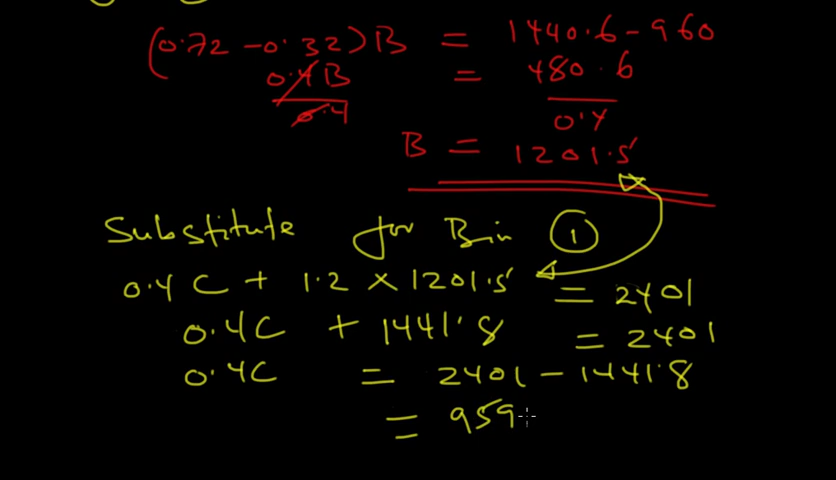 (0.72 - 0.32)B = 1440.6 - 960
0.4B = 480.6
0.4 0.4
B = 1201.5
Substitute for B in ①
0.4C + 1.2 × 1201.5 = 2401
0.4C + 1441.8 = 2401
0.4C = 2401 - 1441.8
= 959